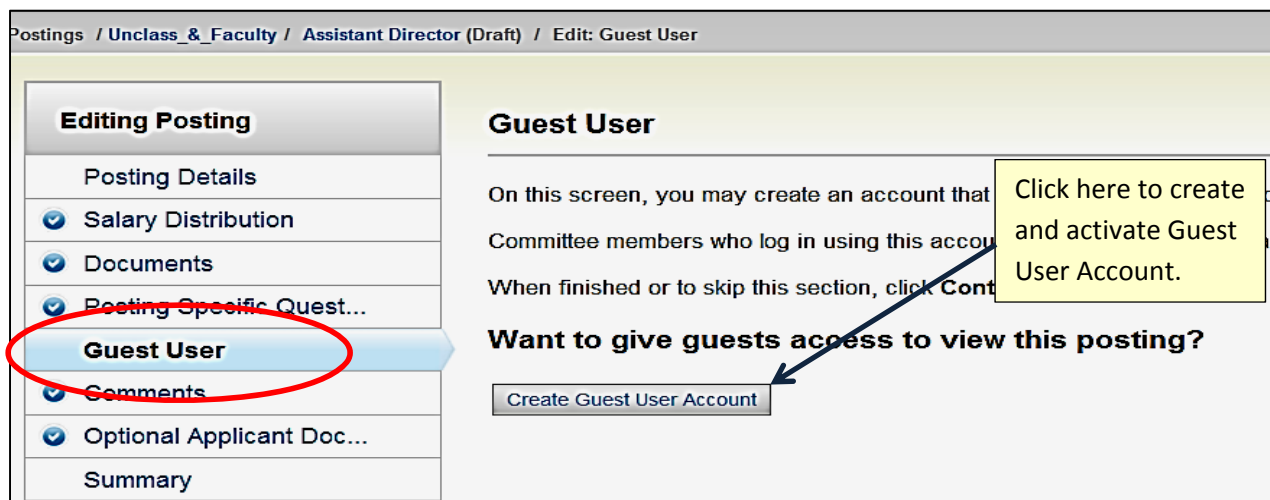 Postings / Unclass_&_Faculty / Assistant Director (Draft) / Edit: Guest User
Editing Posting
Posting Details
Salary Distribution
Documents
Posting Specific Quest...
Guest User
Comments
Optional Applicant Doc...
Summary
Guest User
On this screen, you may create an account that
Committee members who log in using this accou
When finished or to skip this section, click Cont
Want to give guests access to view this posting?
Create Guest User Account
Click here to create
and activate Guest
User Account.